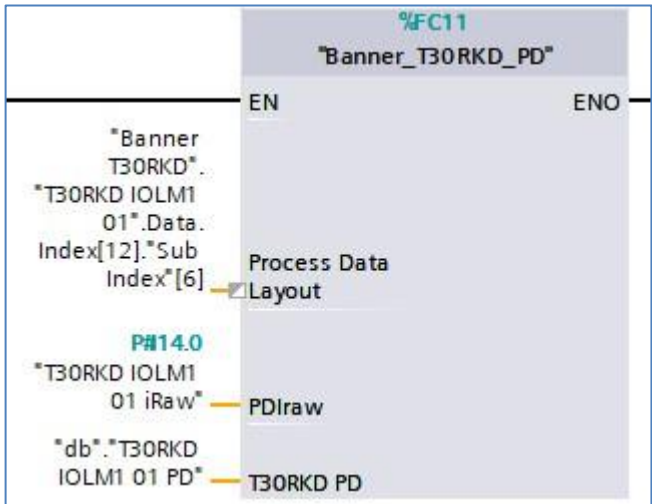 %FC11
"Banner_T30RKD_PD"
EN
ENO
"Banner
T30RKD".
"T30RKD IOLM1
01".Data.
Index[12]."Sub
Index"[6]
Process Data
Layout
P#I14.0
"T30RKD IOLM1
01 iRaw"
PDIraw
"db"."T30RKD
IOLM1 01 PD"
T30RKD PD